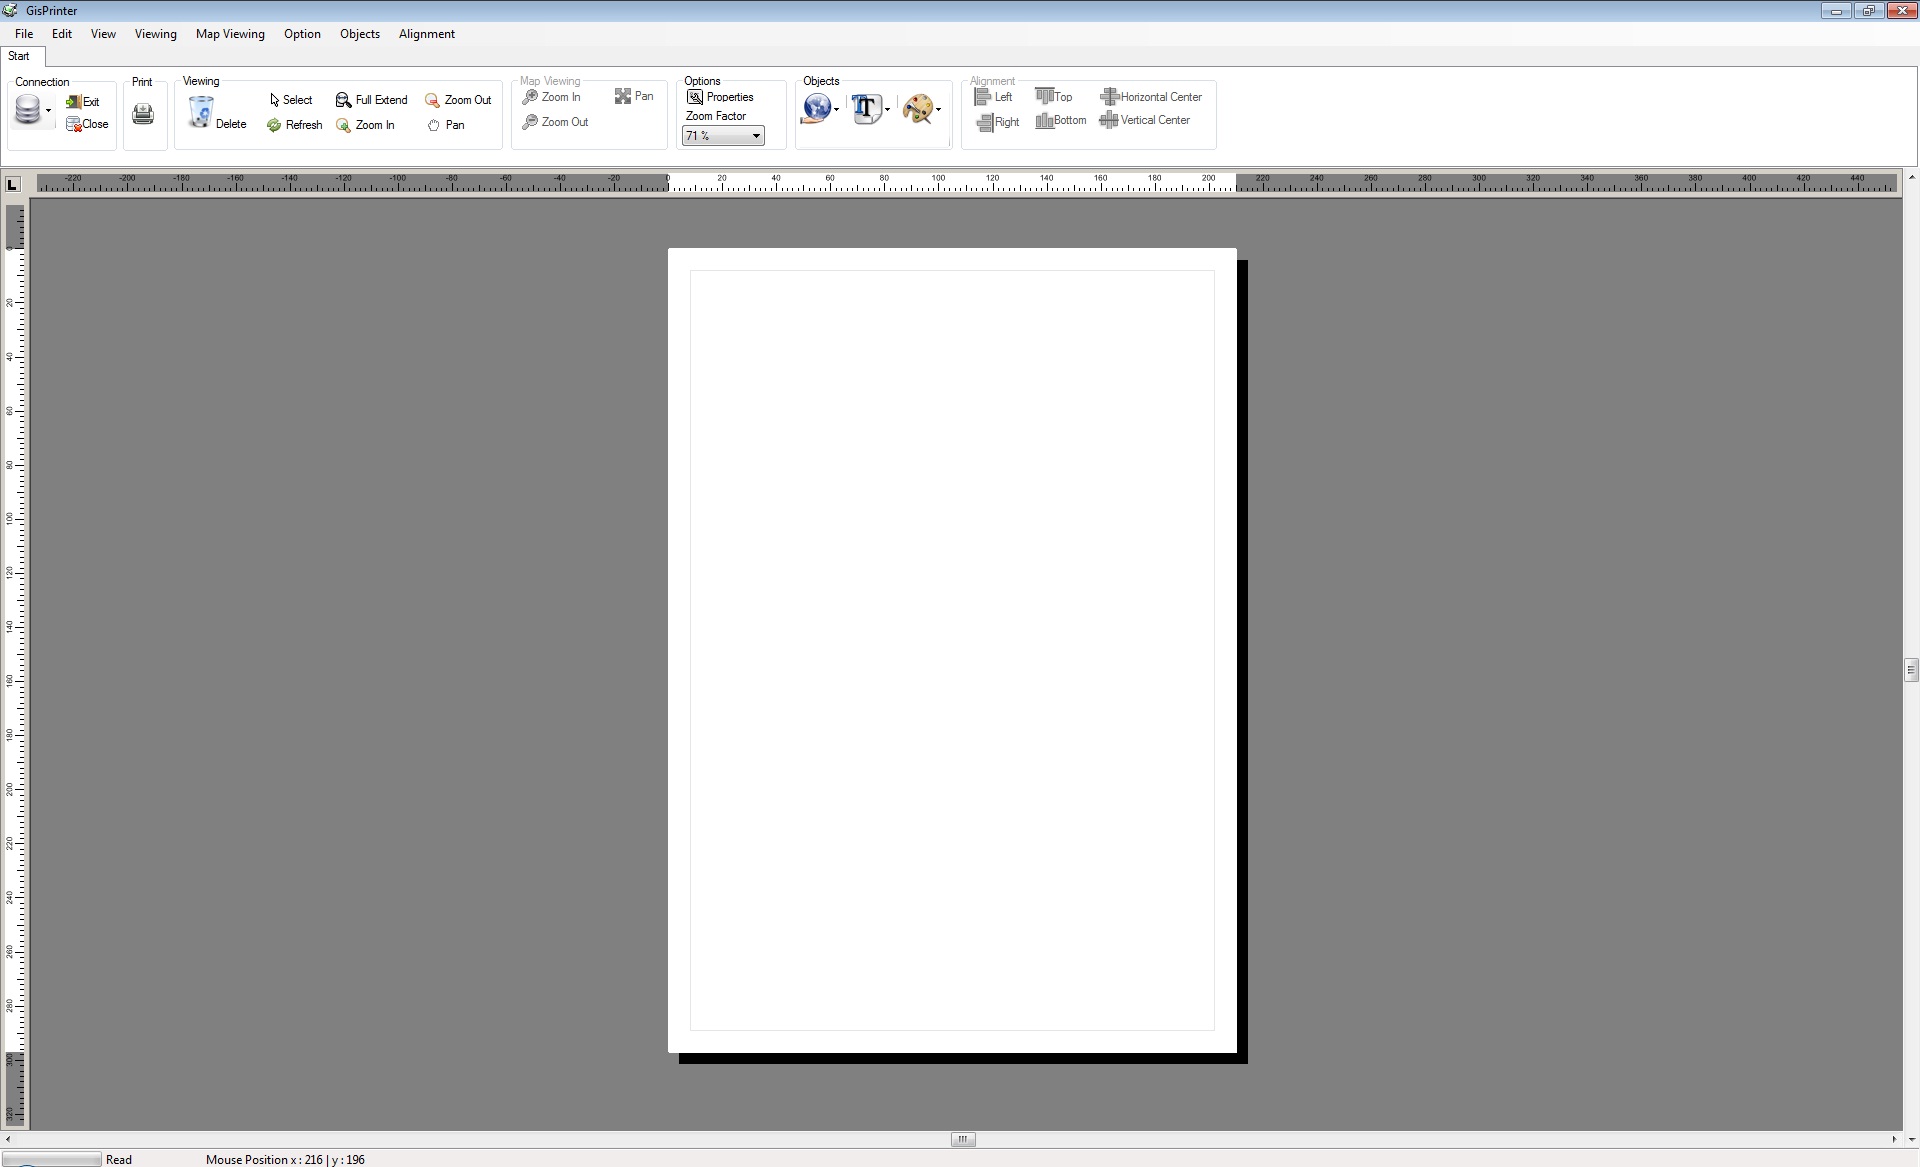 GisPrinter
File Edit View Viewing Map Viewing Option Objects Alignment
Start
Connection
Exit
Close
Print
Viewing
Delete
Select Full Extend Zoom Out
Refresh Zoom In Pan
Map Viewing
Zoom In Pan
Zoom Out
Options
Properties
Zoom Factor
71 %
Objects
Alignment
Left Top Horizontal Center
Right Bottom Vertical Center
L
-220 -200 -180 -160 -140 -120 -100 -80 -60 -40 -20 0 20 40 60 80 100 120 140 160 180 200 220 240 260 280 300 320 340 360 380 400 420 440
0
20
40
60
80
100
120
140
160
180
200
220
240
260
280
300
320
Read Mouse Position x : 216 | y : 196